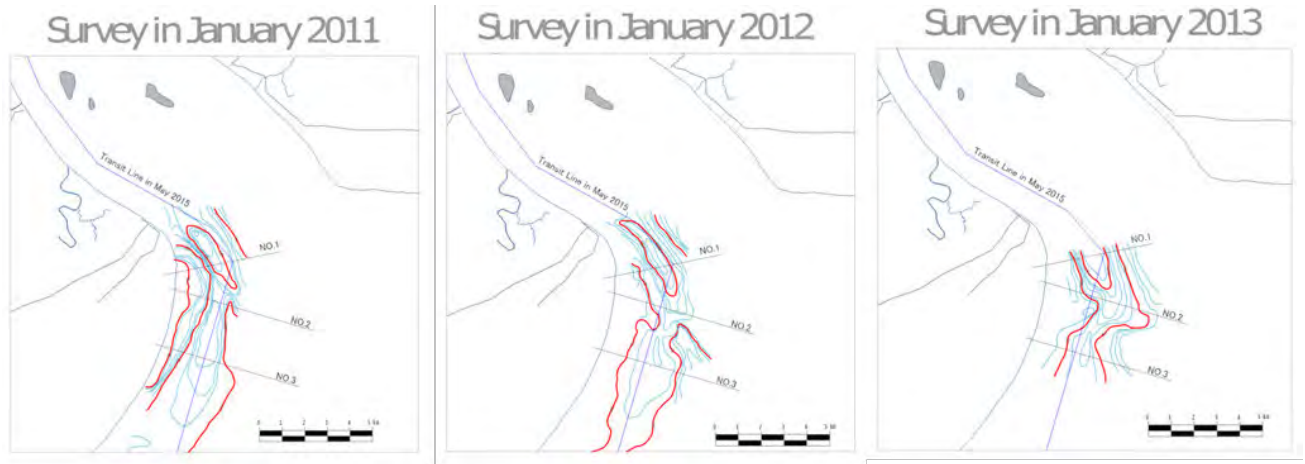 Survey in January 2011
Transit Line in May 2015
NO.1
NO.2
NO.3
Survey in January 2012
Transit Line in May 2015
NO.1
NO.2
NO.3
Survey in January 2013
Transit Line in May 2015
NO.1
NO.2
NO.3